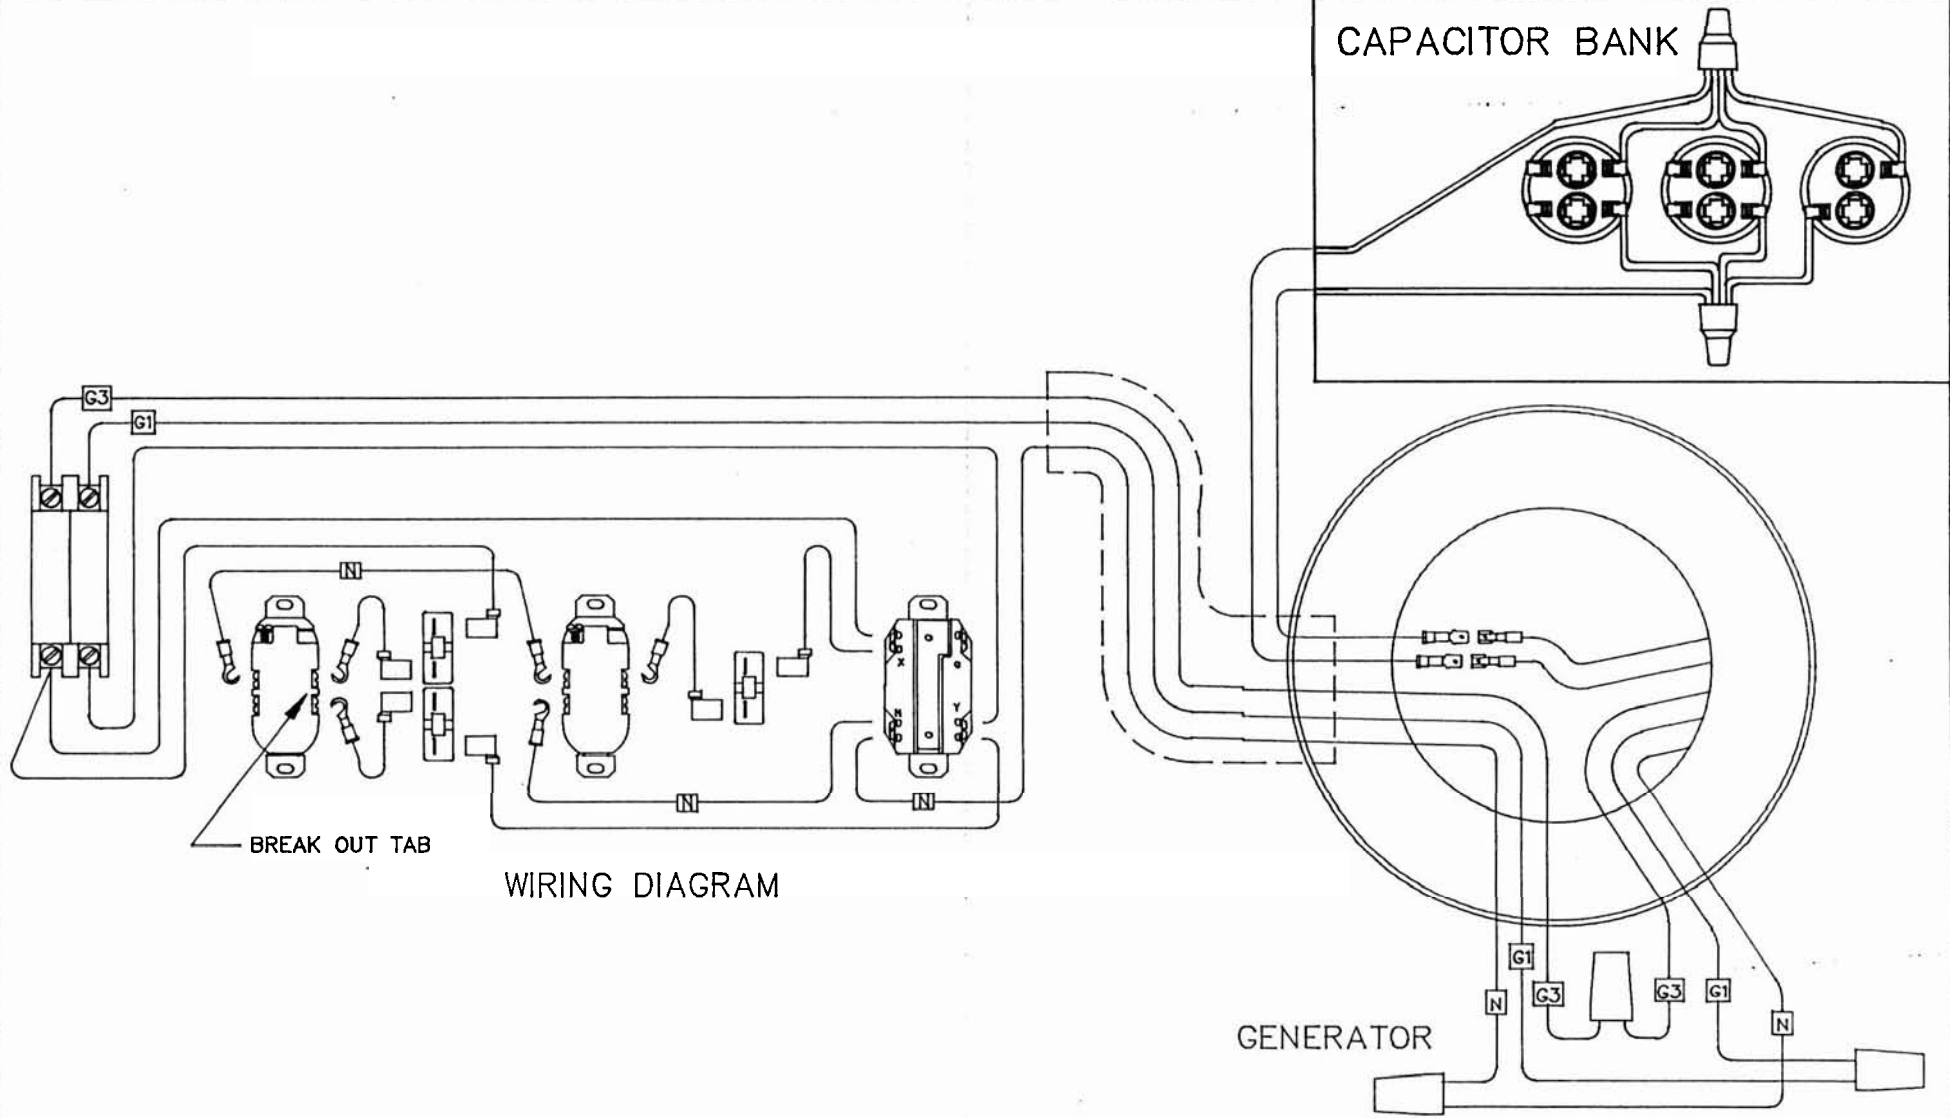 CAPACITOR BANK
G3
G1
N
X
N
Y
N
N
BREAK OUT TAB
WIRING DIAGRAM
G1
N
G3
G3
G1
N
GENERATOR